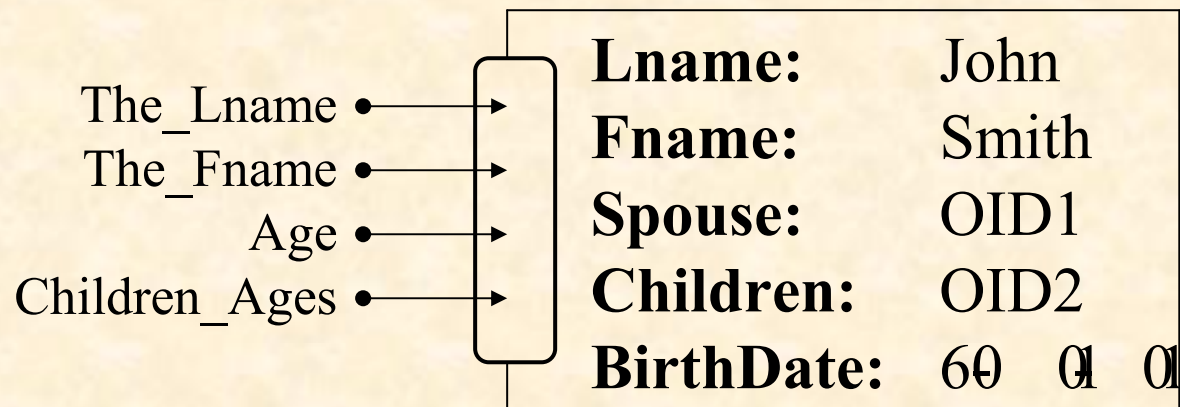 The_Lname
The_Fname
Age
Children_Ages
Lname: John
Fname: Smith
Spouse: OID1
Children: OID2
BirthDate: 60-01-01